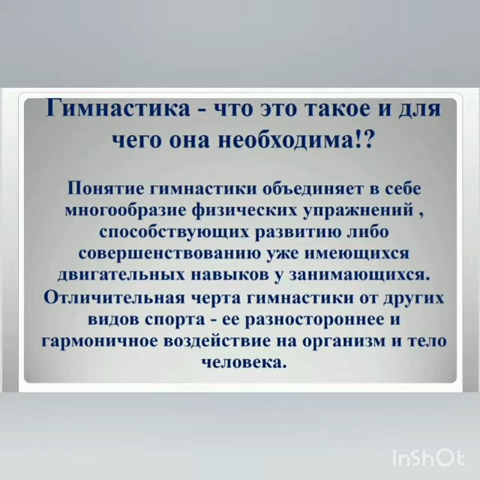 Гимнастика - что это такое и для
чего она необходима!?
Понятие гимнастики объединяет в себе
многообразие физических упражнений ,
способствующих развитию либо
совершенствованию уже имеющихся
двигательных навыков у занимающихся.
Отличительная черта гимнастики от других
видов спорта - ее разностороннее и
гармоничное воздействие на организм и тело
человека.
InShOt